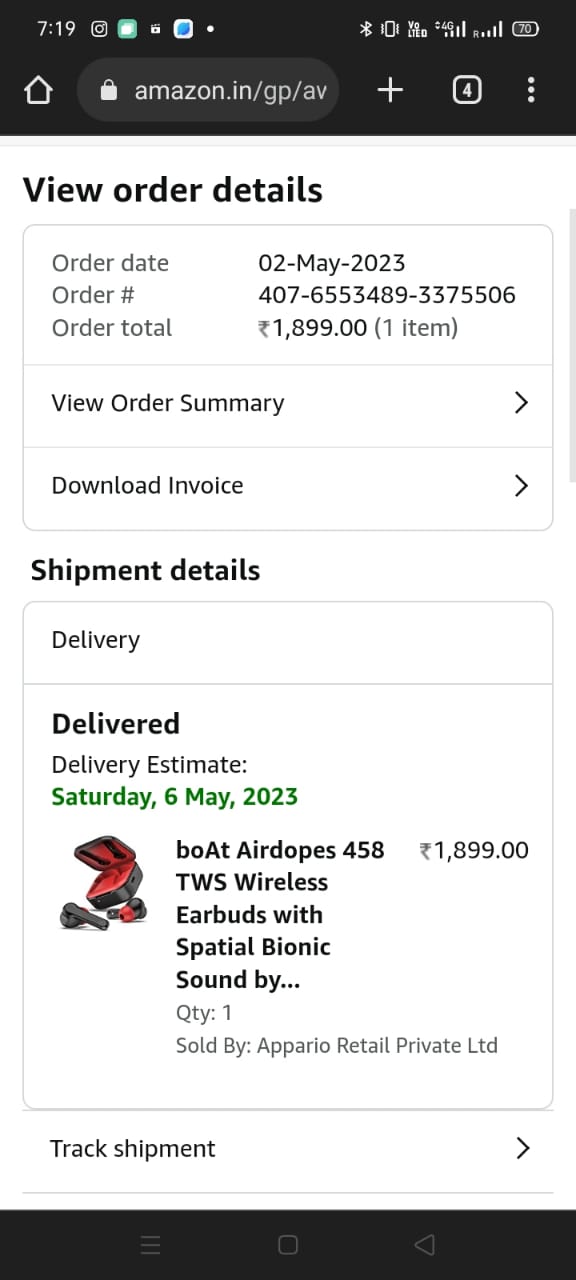 7:19
Vo LTED 4G R 70
amazon.in/gp/av
4
View order details
Order date 02-May-2023
Order # 407-6553489-3375506
Order total ₹1,899.00 (1 item)
View Order Summary
Download Invoice
Shipment details
Delivery
Delivered
Delivery Estimate:
Saturday, 6 May, 2023
boAt Airdopes 458 ₹1,899.00
TWS Wireless
Earbuds with
Spatial Bionic
Sound by...
Qty: 1
Sold By: Appario Retail Private Ltd
Track shipment